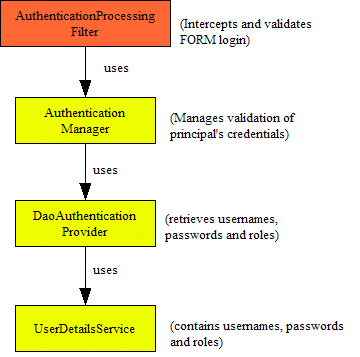 AuthenticationProcessing
Filter
(Intercepts and validates
FORM login)
uses
Authentication
Manager
(Manages validation of
principal's credentials)
uses
DaoAuthentication
Provider
(retrieves usernames,
passwords and roles)
uses
UserDetailsService
(contains usernames, passwords
and roles)